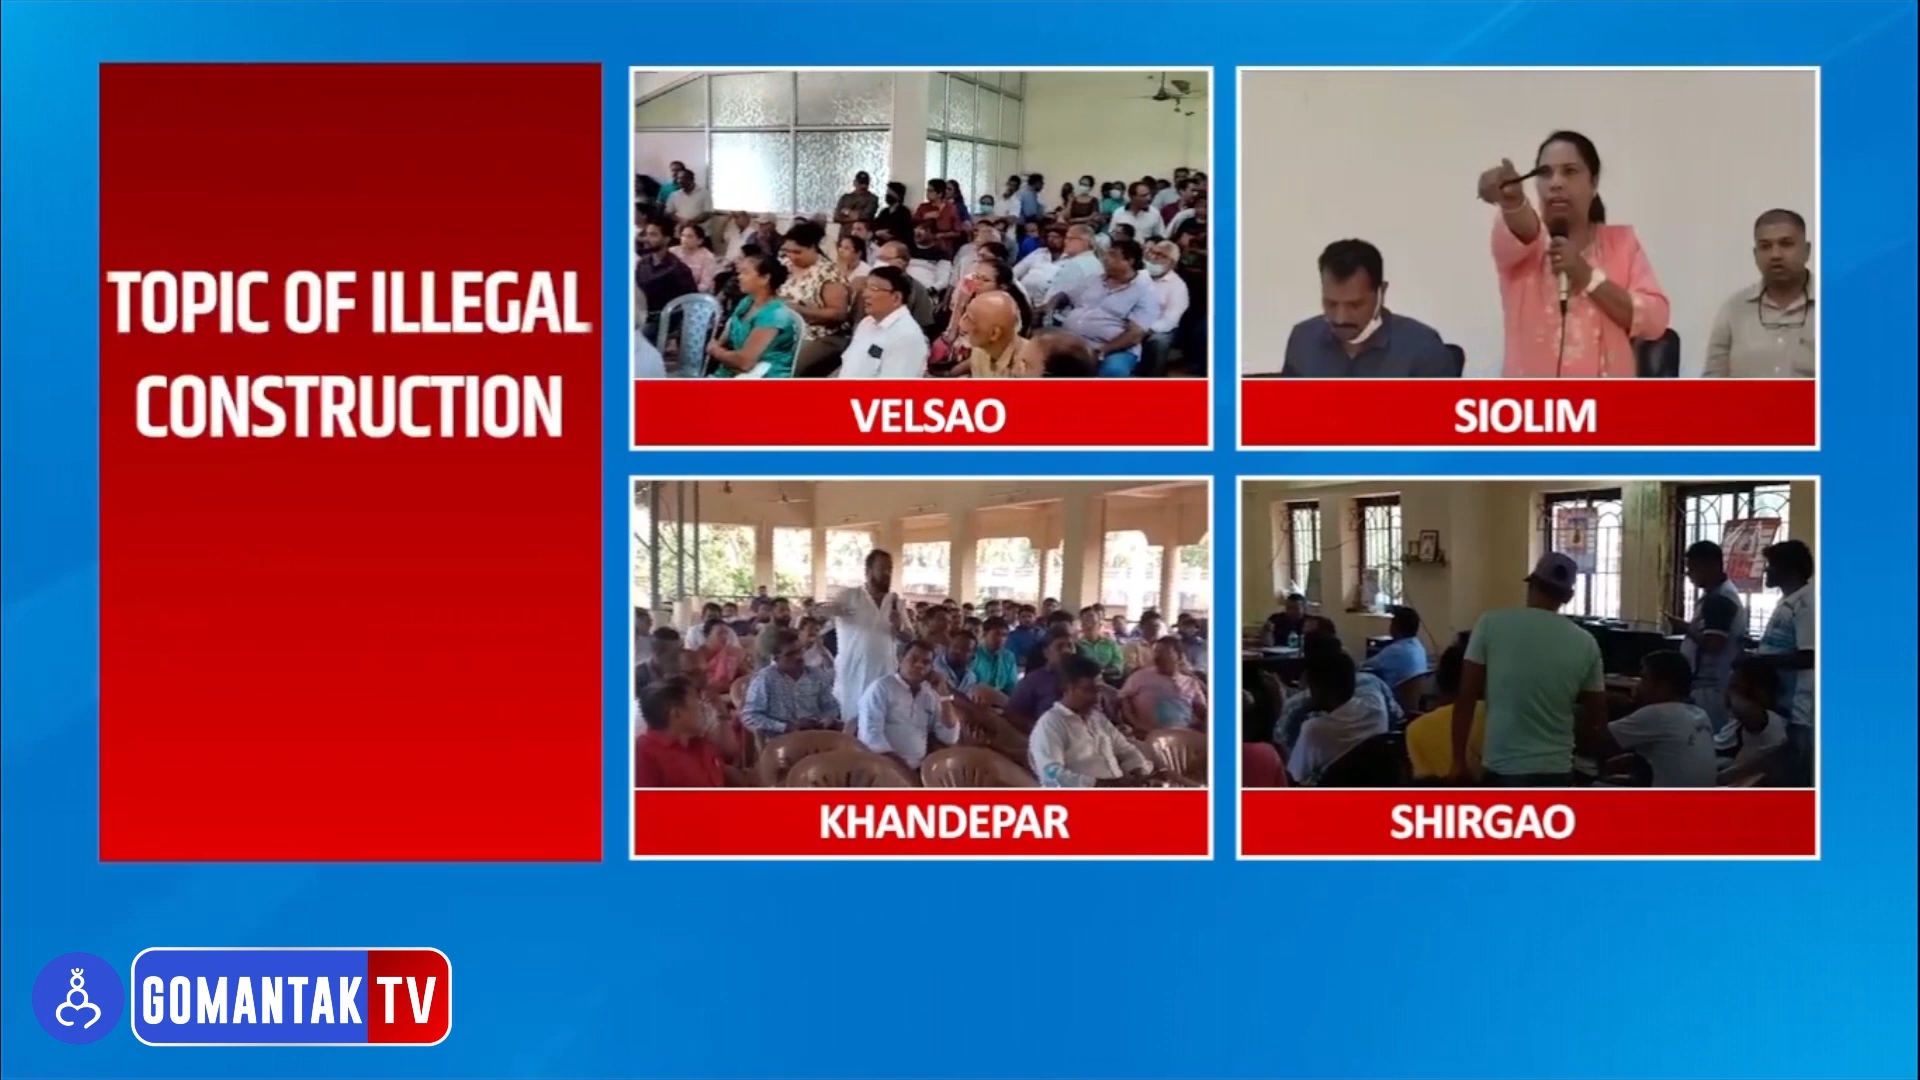 TOPIC OF ILLEGAL
CONSTRUCTION
VELSAO
SIOLIM
KHANDEPAR
SHIRGAO
GOMANTAK TV